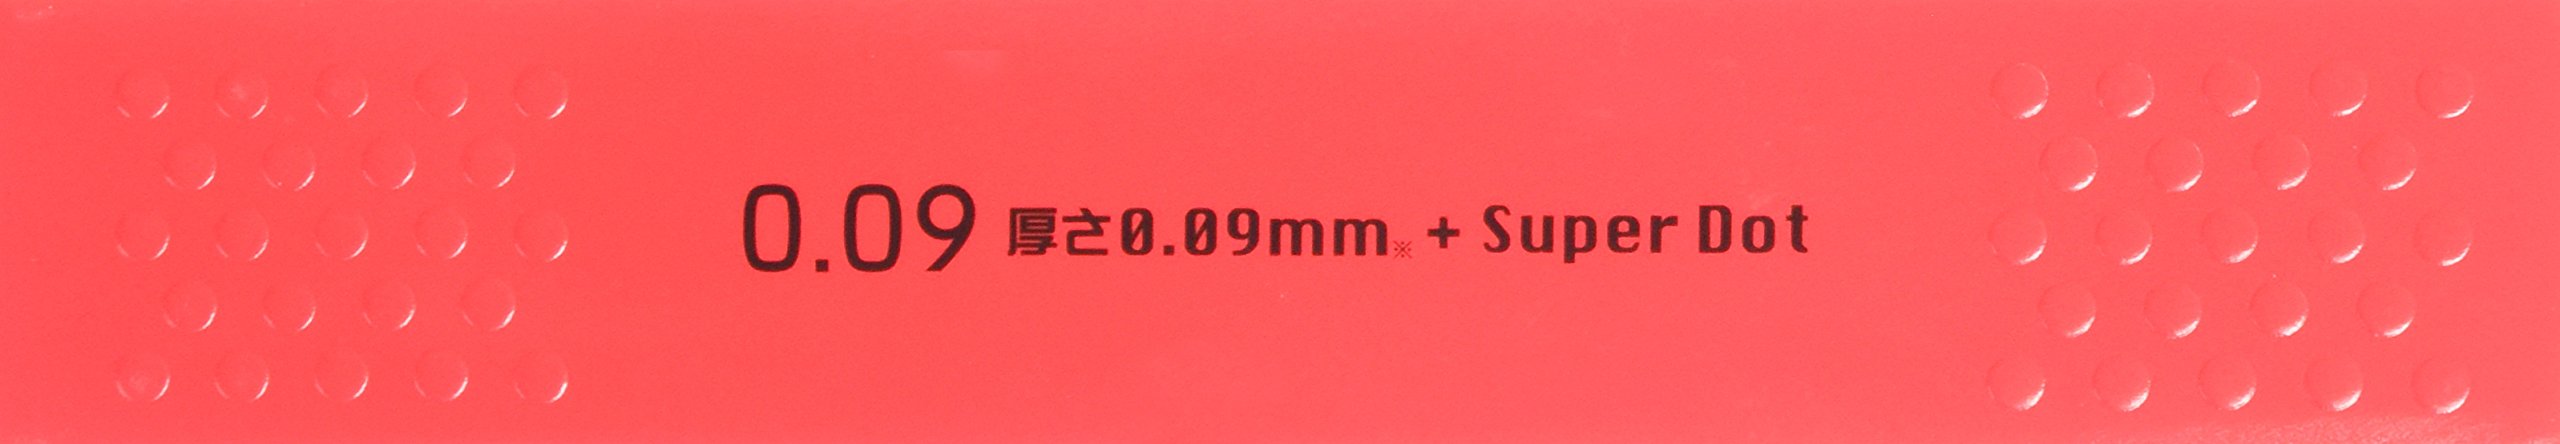 0.09 厚さ0.09mm※ + Super Dot